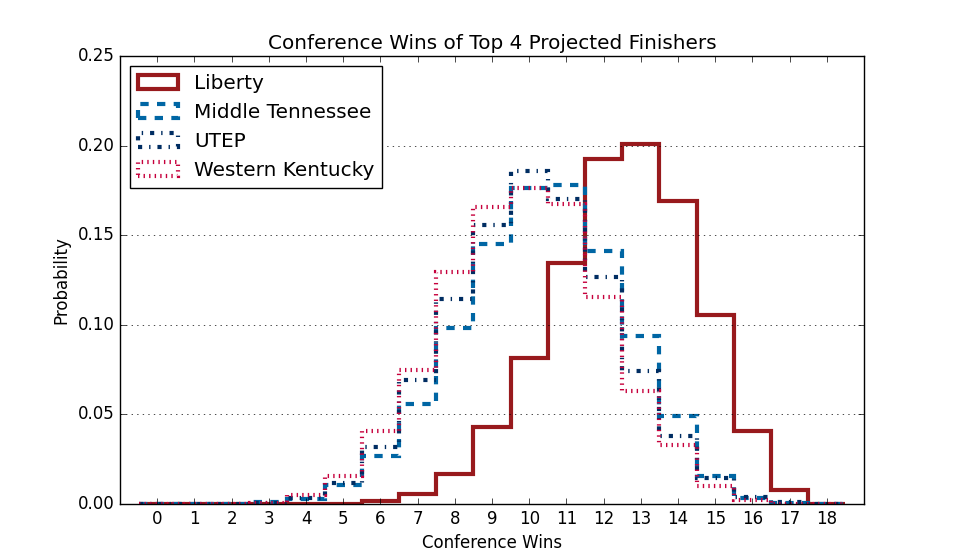 Conference Wins of Top 4 Projected Finishers
0.25
0.20
0.15
0.10
0.05
0.00
Probability
Liberty
Middle Tennessee
UTEP
Western Kentucky
0 1 2 3 4 5 6 7 8 9 10 11 12 13 14 15 16 17 18
Conference Wins